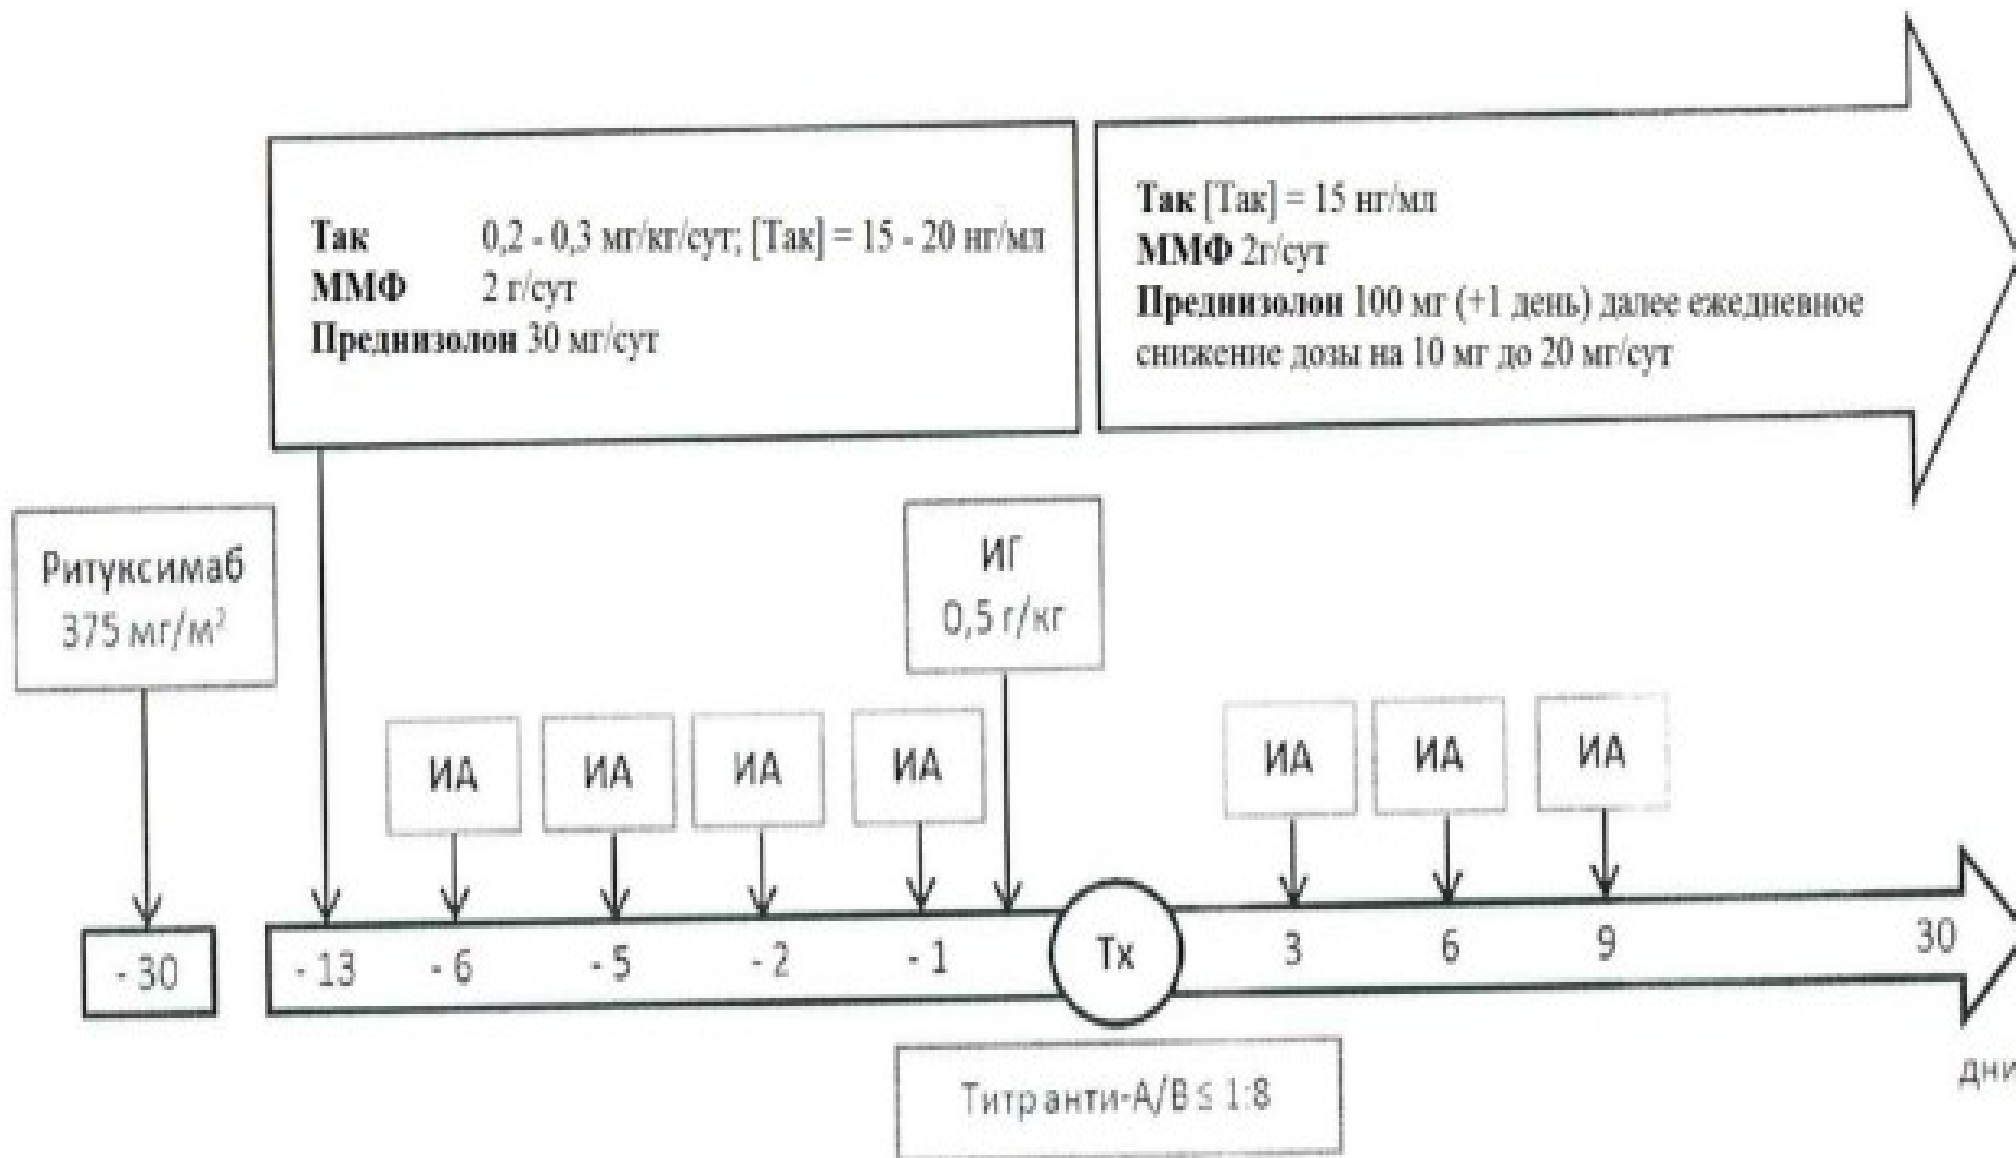 Так 0,2 - 0,3 мг/кг/сут; [Так] = 15 - 20 нг/мл
ММФ 2 г/сут
Преднизолон 30 мг/сут
Так [Так] = 15 нг/мл
ММФ 2г/сут
Преднизолон 100 мг (+1 день) далее ежедневное
снижение дозы на 10 мг до 20 мг/сут
Ритуксимаб
375 мг/м²
ИГ
0,5 г/кг
ИА ИА ИА ИА ИА ИА ИА
- 30 - 13 - 6 - 5 - 2 - 1 Тх 3 6 9 30
дни
Титр анти-А/В ≤ 1:8